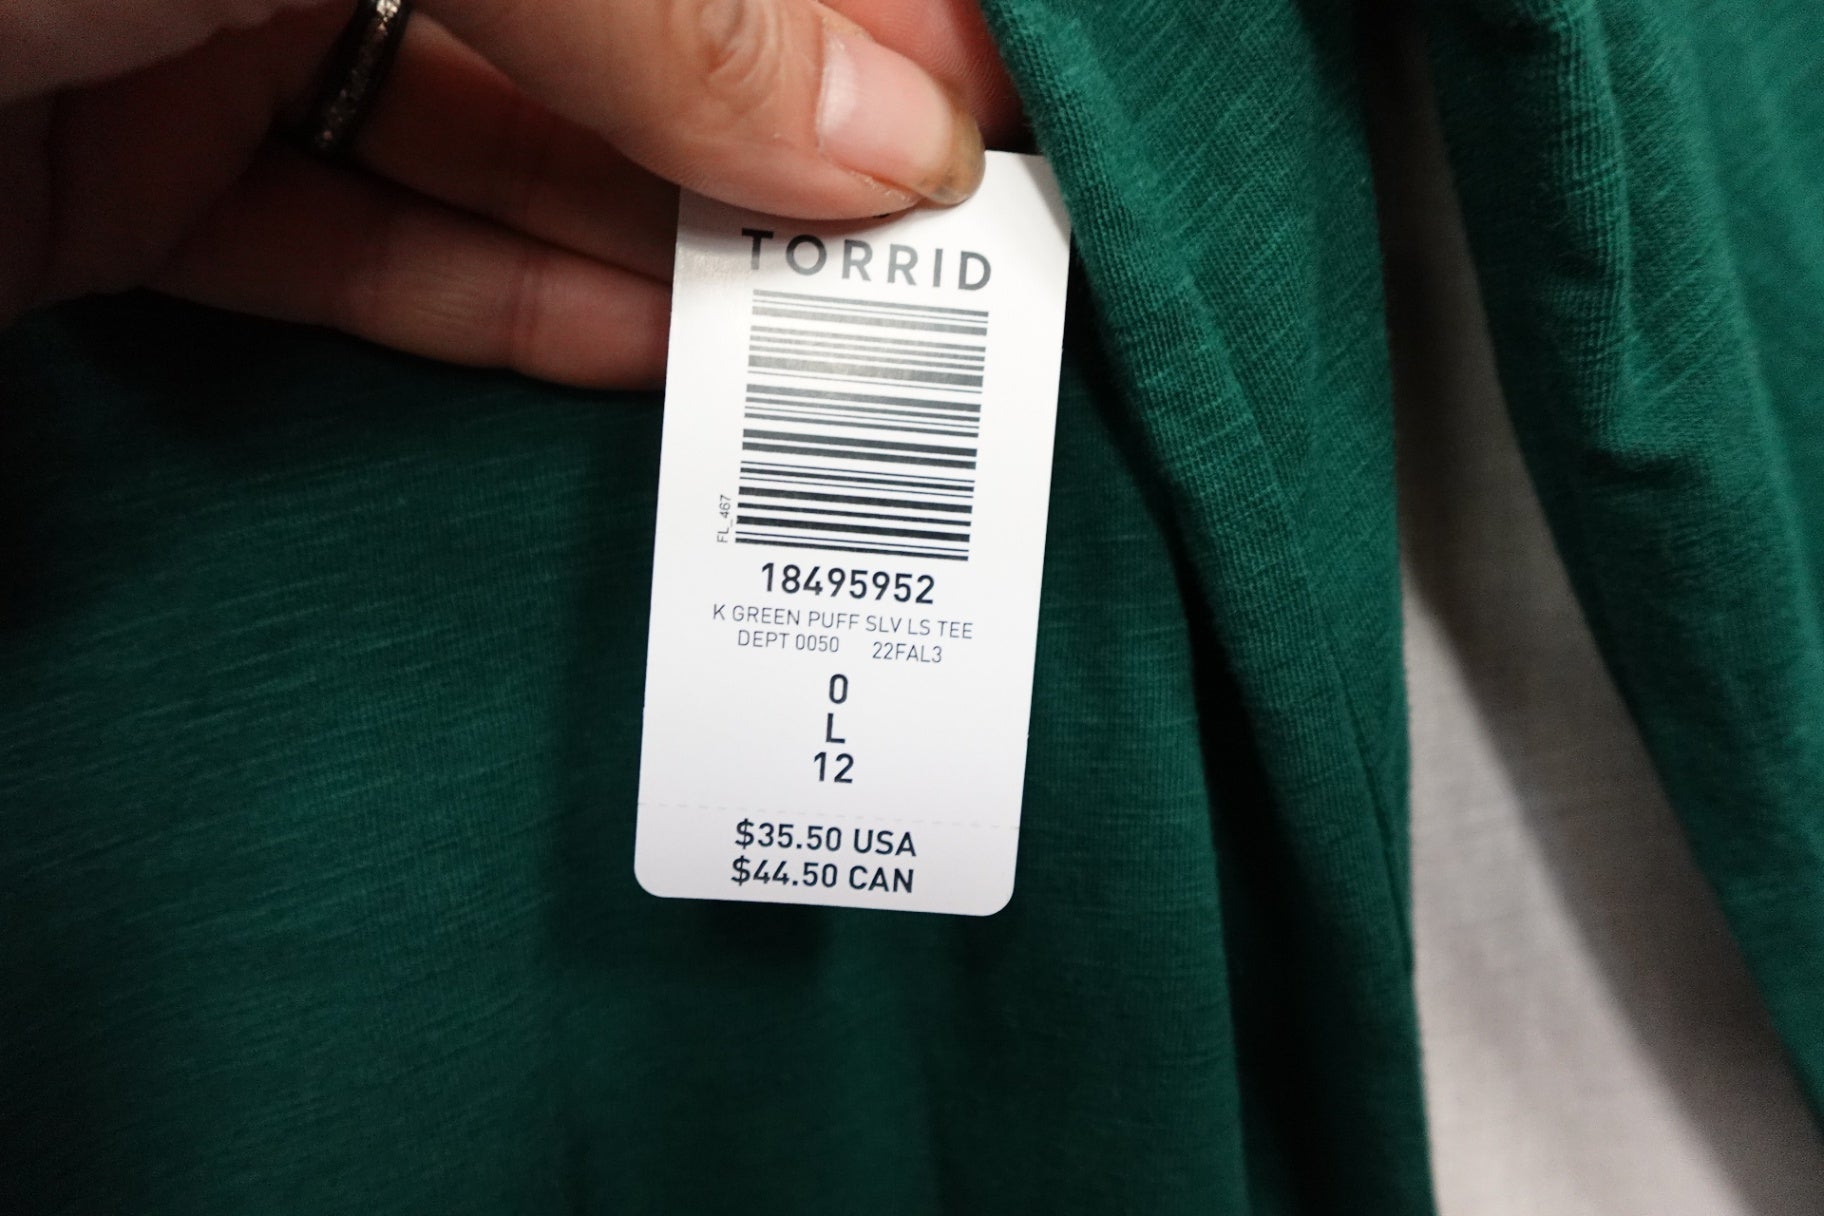 TORRID
FL_467
18495952
K GREEN PUFF SLV LS TEE
DEPT 0050 22FAL3
0
L
12
$35.50 USA
$44.50 CAN